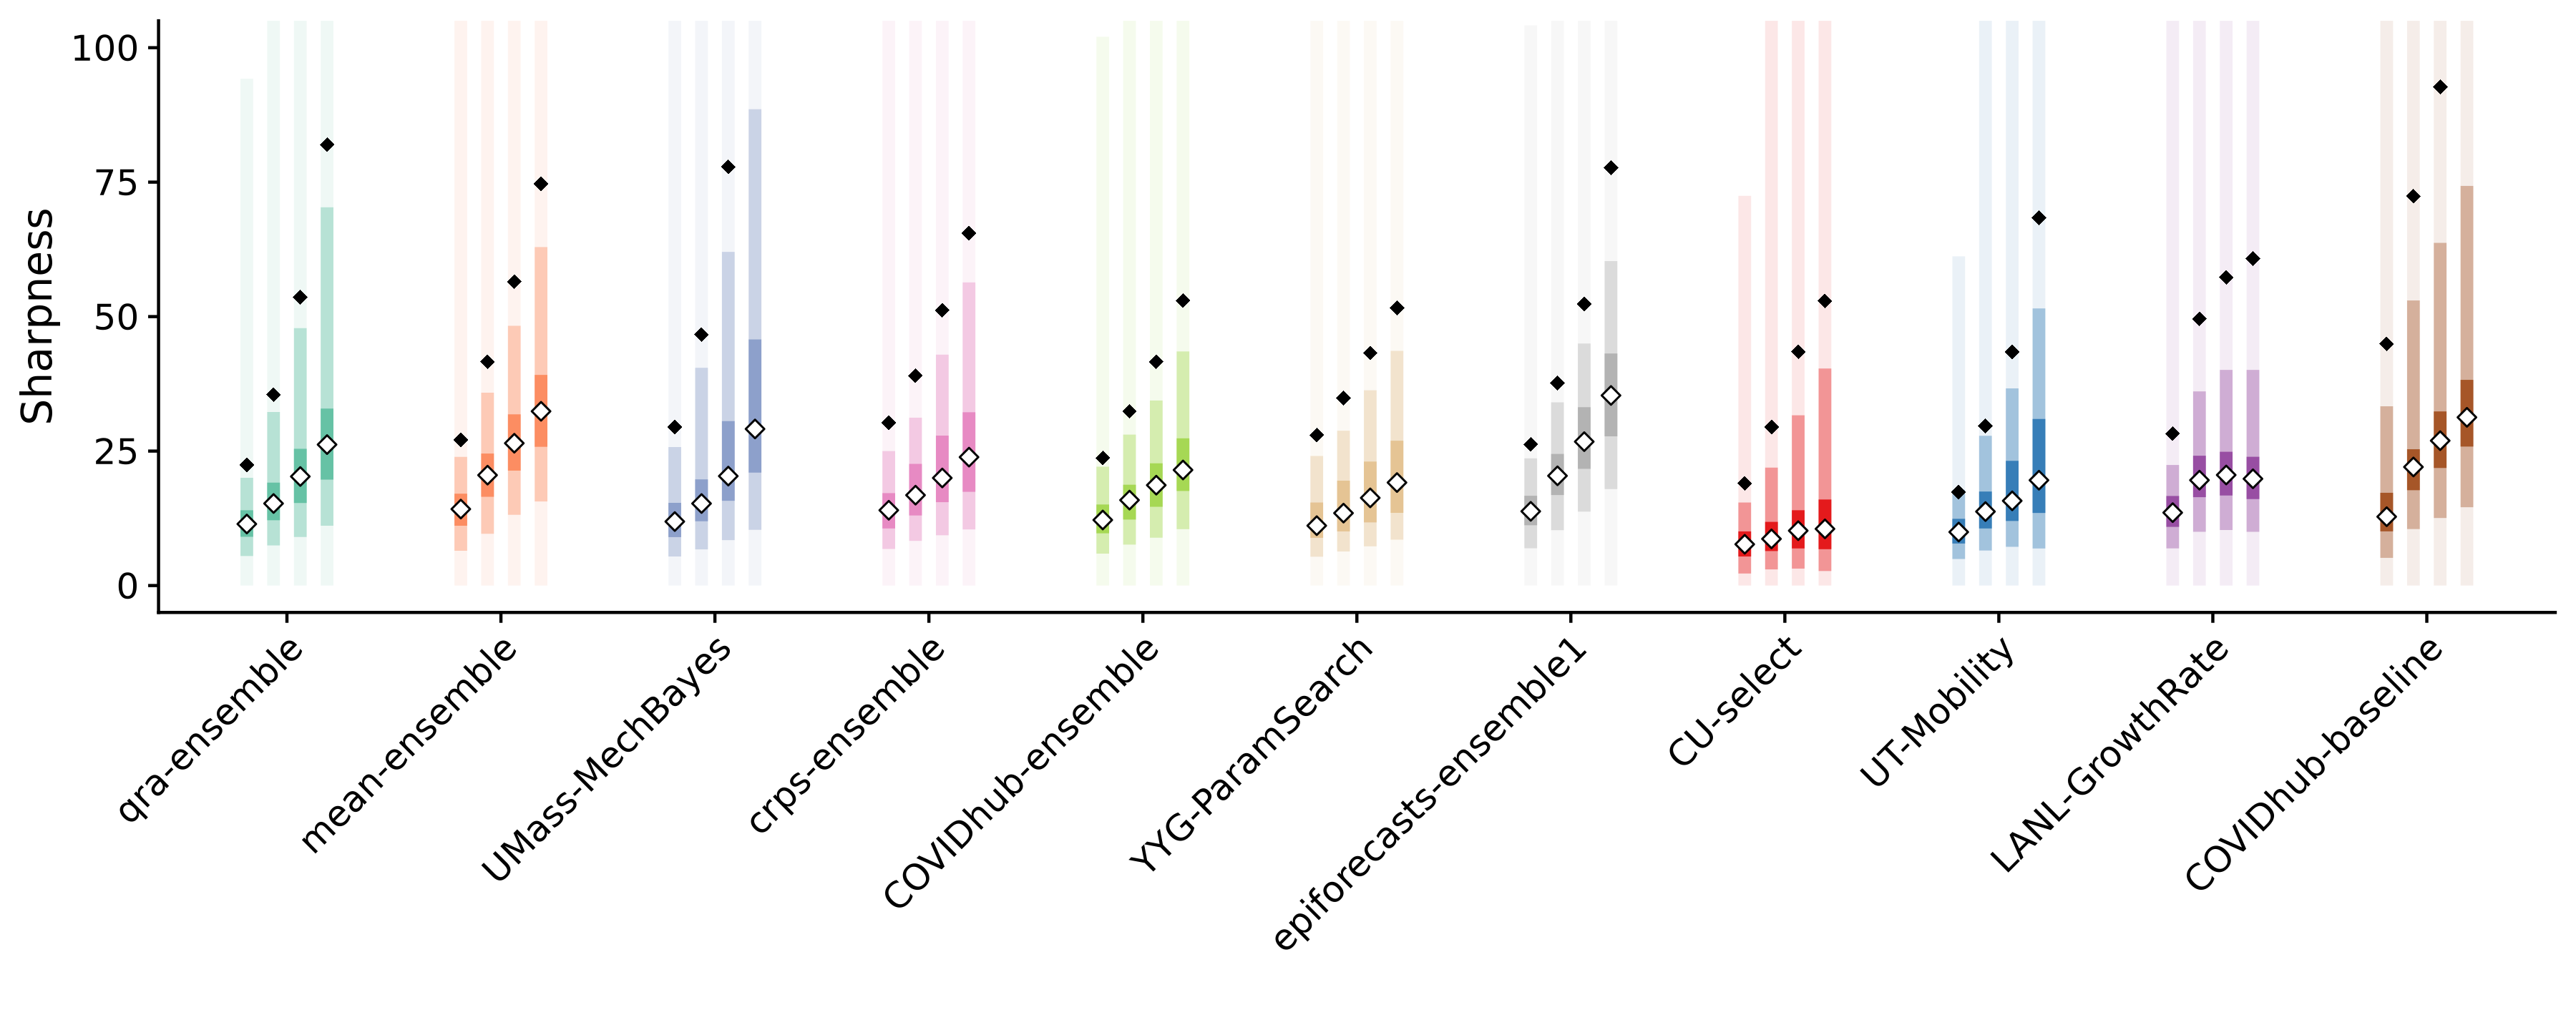 Sharpness
100
75
50
25
0
qra-ensemble
mean-ensemble
UMass-MechBayes
crps-ensemble
COVIDhub-ensemble
YYG-ParamSearch
epiforecasts-ensemble1
CU-select
UT-Mobility
LANL-GrowthRate
COVIDhub-baseline